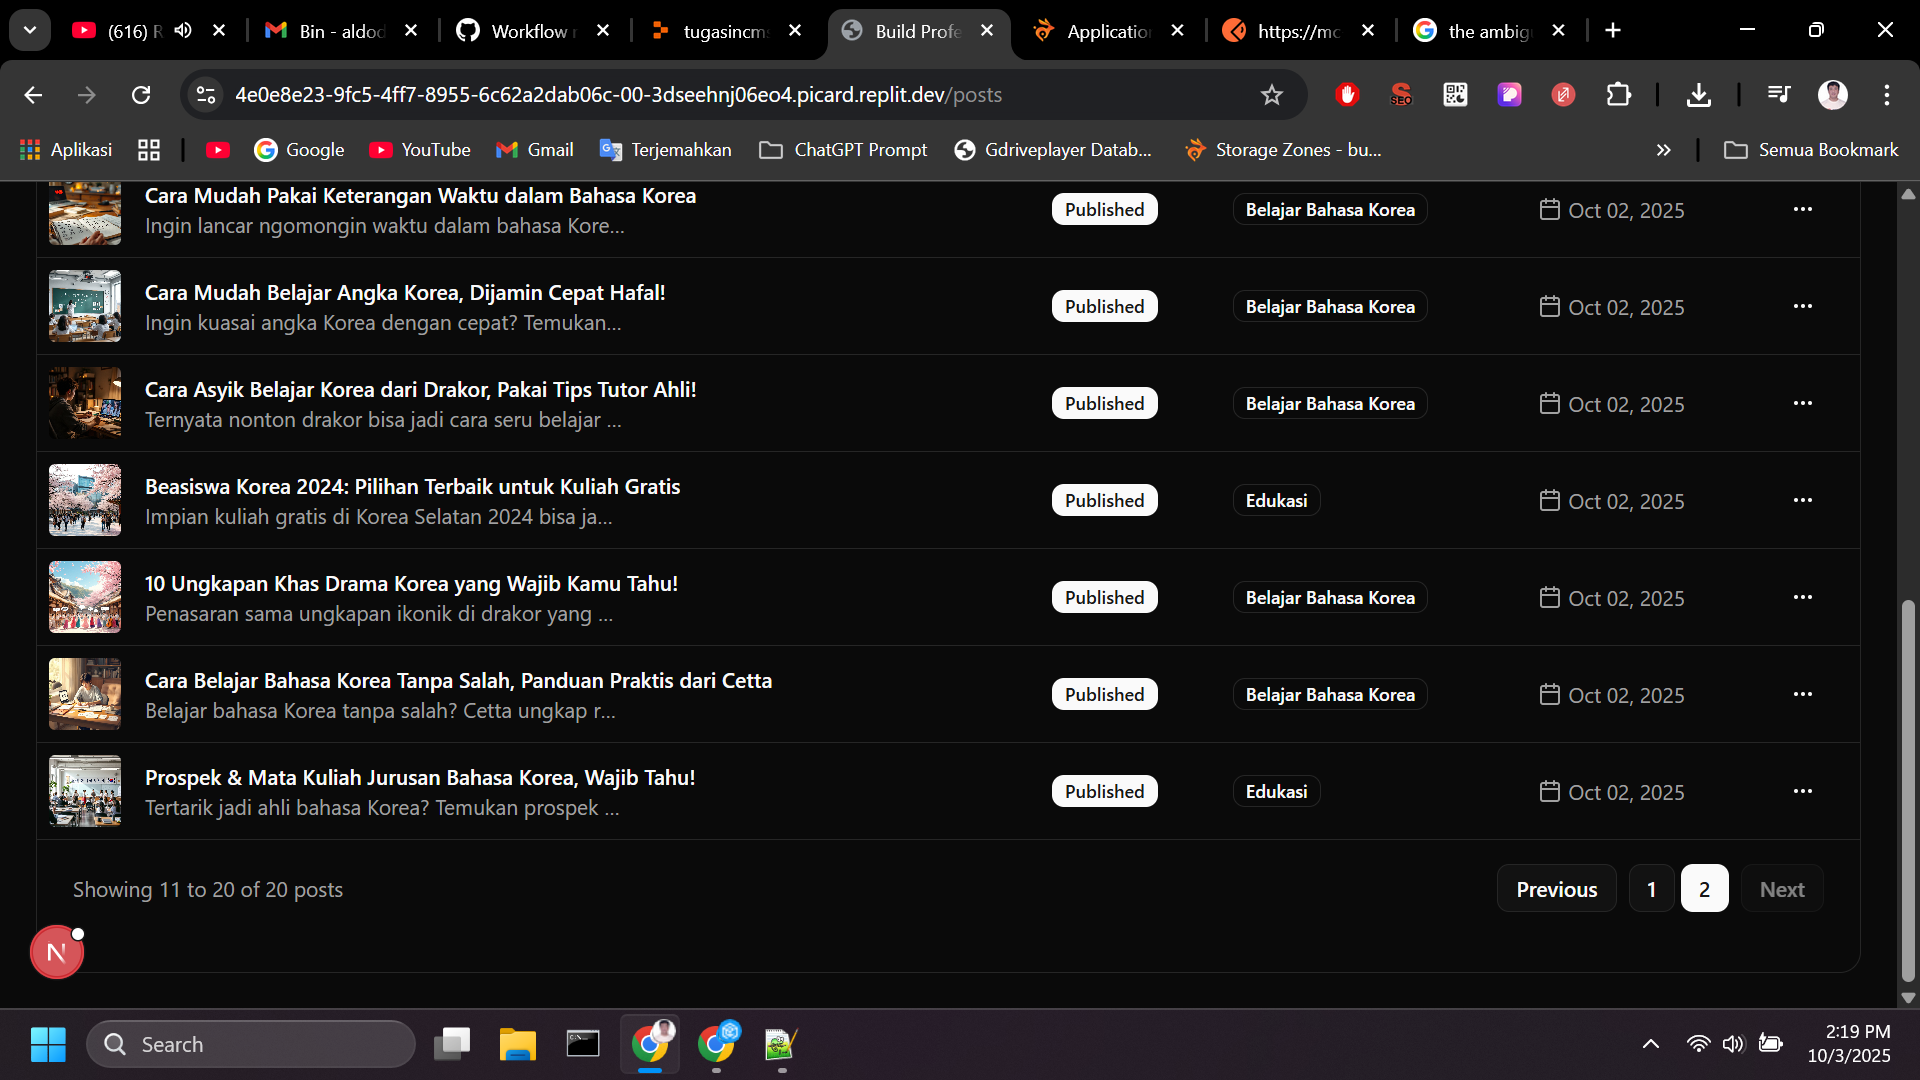 (616) R
Bin - aldod
Workflow r
tugasincms
Build Profe
Application
https://mc
the ambig
4e0e8e23-9fc5-4ff7-8955-6c62a2dab06c-00-3dseehnj06eo4.picard.replit.dev/posts
SEO
Aplikasi
Google
YouTube
Gmail
Terjemahkan
ChatGPT Prompt
Gdriveplayer Datab...
Storage Zones - bu...
Semua Bookmark
Cara Mudah Pakai Keterangan Waktu dalam Bahasa Korea
Ingin lancar ngomongin waktu dalam bahasa Kore...
Published
Belajar Bahasa Korea
Oct 02, 2025
Cara Mudah Belajar Angka Korea, Dijamin Cepat Hafal!
Ingin kuasai angka Korea dengan cepat? Temukan...
Published
Belajar Bahasa Korea
Oct 02, 2025
Cara Asyik Belajar Korea dari Drakor, Pakai Tips Tutor Ahli!
Ternyata nonton drakor bisa jadi cara seru belajar ...
Published
Belajar Bahasa Korea
Oct 02, 2025
Beasiswa Korea 2024: Pilihan Terbaik untuk Kuliah Gratis
Impian kuliah gratis di Korea Selatan 2024 bisa ja...
Published
Edukasi
Oct 02, 2025
10 Ungkapan Khas Drama Korea yang Wajib Kamu Tahu!
Penasaran sama ungkapan ikonik di drakor yang ...
Published
Belajar Bahasa Korea
Oct 02, 2025
Cara Belajar Bahasa Korea Tanpa Salah, Panduan Praktis dari Cetta
Belajar bahasa Korea tanpa salah? Cetta ungkap r...
Published
Belajar Bahasa Korea
Oct 02, 2025
Prospek & Mata Kuliah Jurusan Bahasa Korea, Wajib Tahu!
Tertarik jadi ahli bahasa Korea? Temukan prospek ...
Published
Edukasi
Oct 02, 2025
Showing 11 to 20 of 20 posts
Previous
1
2
Next
N
Search
2:19 PM
10/3/2025